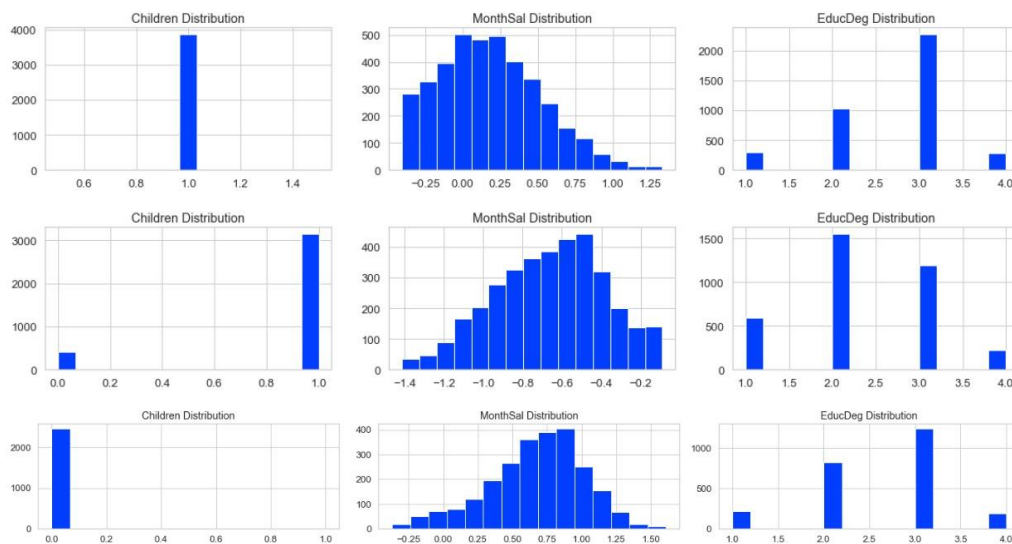 Children Distribution MonthSal Distribution EducDeg Distribution
4000 3000 2000 1000 0
0.6 0.8 1.0 1.2 1.4
500 400 300 200 100 0
−0.25 0.00 0.25 0.50 0.75 1.00 1.25
2000 1500 1000 500 0
1.0 1.5 2.0 2.5 3.0 3.5 4.0
Children Distribution MonthSal Distribution EducDeg Distribution
3000 2000 1000 0
0.0 0.2 0.4 0.6 0.8 1.0
400 300 200 100 0
−1.4 −1.2 −1.0 −0.8 −0.6 −0.4 −0.2
1500 1000 500 0
1.0 1.5 2.0 2.5 3.0 3.5 4.0
Children Distribution MonthSal Distribution EducDeg Distribution
2000 1000 0
0.0 0.2 0.4 0.6 0.8 1.0
400 300 200 100 0
−0.25 0.00 0.25 0.50 0.75 1.00 1.25 1.50
1000 500 0
1.0 1.5 2.0 2.5 3.0 3.5 4.0